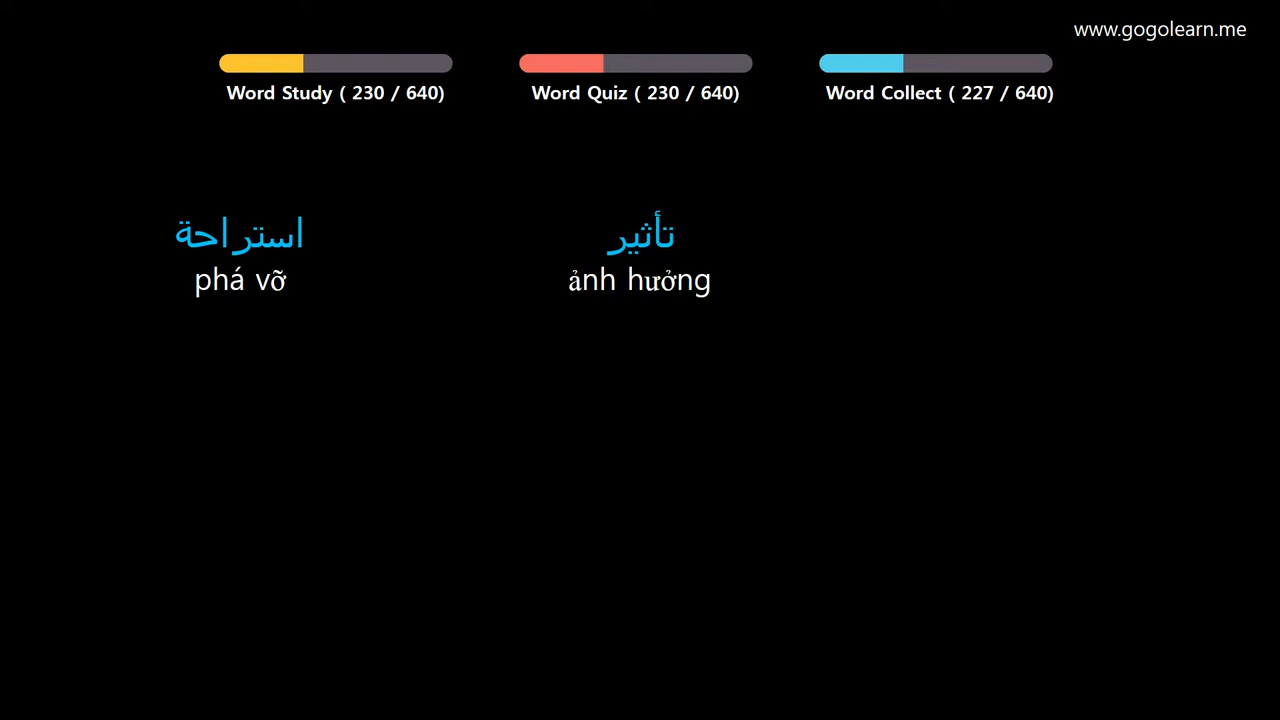 www.gogolearn.me
Word Study ( 230 / 640)
Word Quiz ( 230 / 640)
Word Collect ( 227 / 640)
استراحة
phá vỡ
تأثير
ảnh hưởng